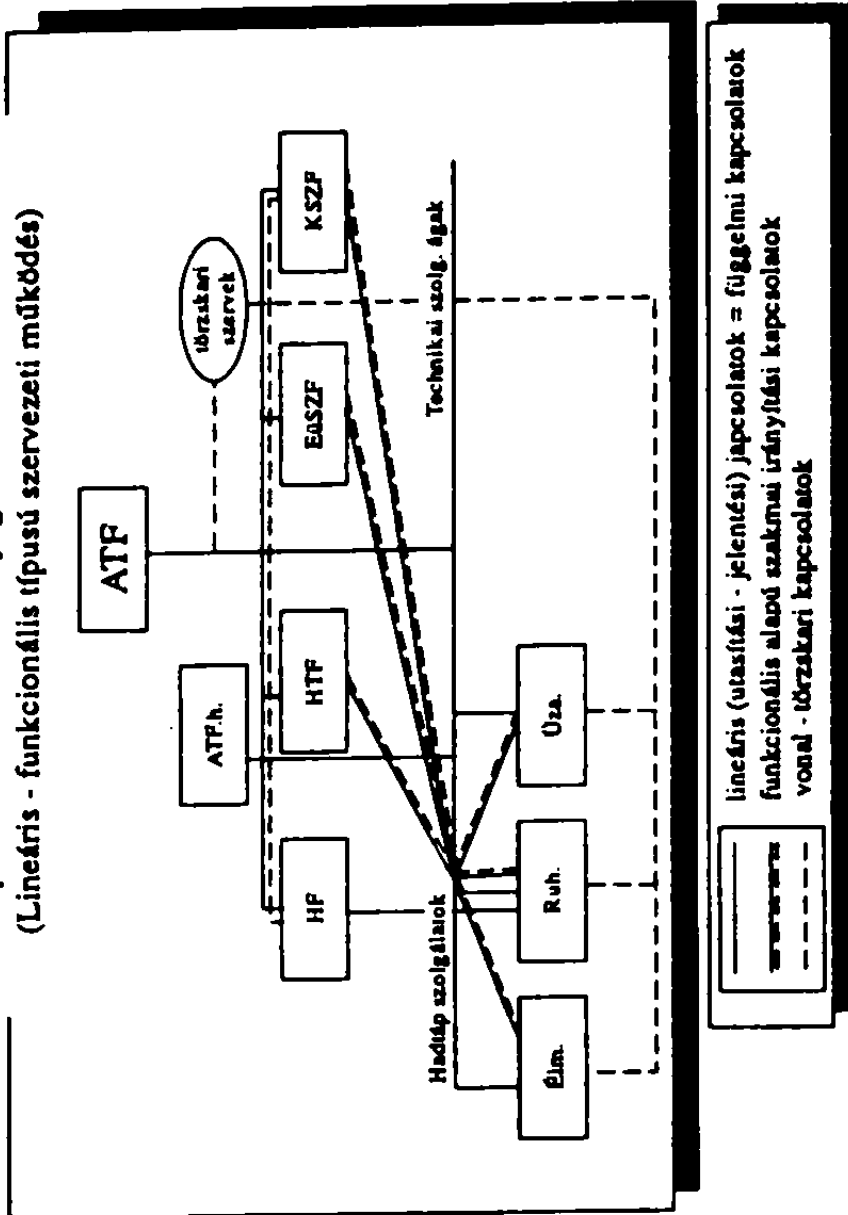 (Lineáris - funkcionális típusú szervezeti működés)
ATF
ATF.h.
törzskari
szervek
HF
HTF
EüSZF
KSZF
Hadtáp szolgálatok
Technikai szolg. ágak
Élm.
Ruh.
Üza.
lineáris (utasítási - jelentési) japcsolatok = függelmi kapcsolatok
funkcionális alapú szakmai irányítási kapcsolatok
vonal - törzskari kapcsolatok